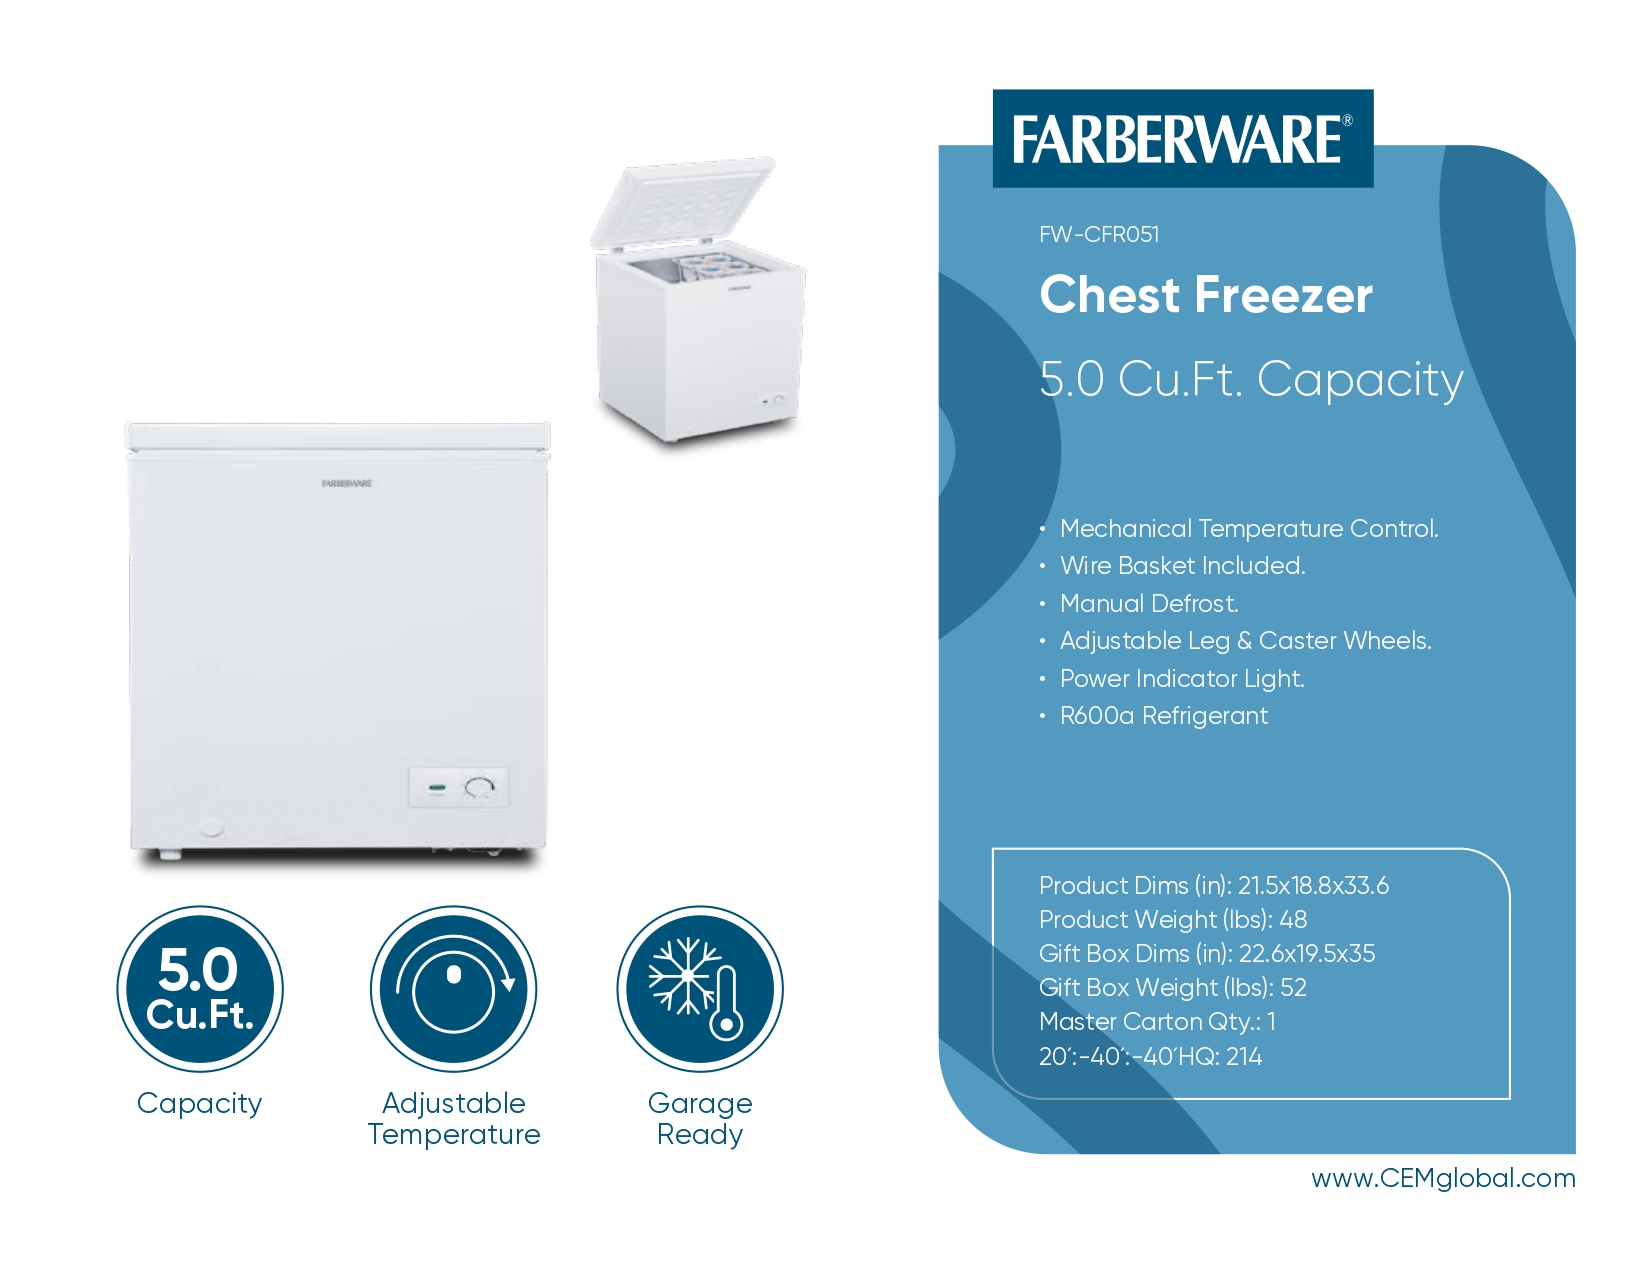 FARBERWARE®
FW-CFR051
Chest Freezer
5.0 Cu.Ft. Capacity
• Mechanical Temperature Control.
• Wire Basket Included.
• Manual Defrost.
• Adjustable Leg & Caster Wheels.
• Power Indicator Light.
• R600a Refrigerant
Product Dims (in): 21.5x18.8x33.6
Product Weight (lbs): 48
Gift Box Dims (in): 22.6x19.5x35
Gift Box Weight (lbs): 52
Master Carton Qty.: 1
20´:-40´:-40´HQ: 214
www.CEMglobal.com
FARBERWARE
5.0
Cu.Ft.
Capacity
Adjustable
Temperature
Garage
Ready